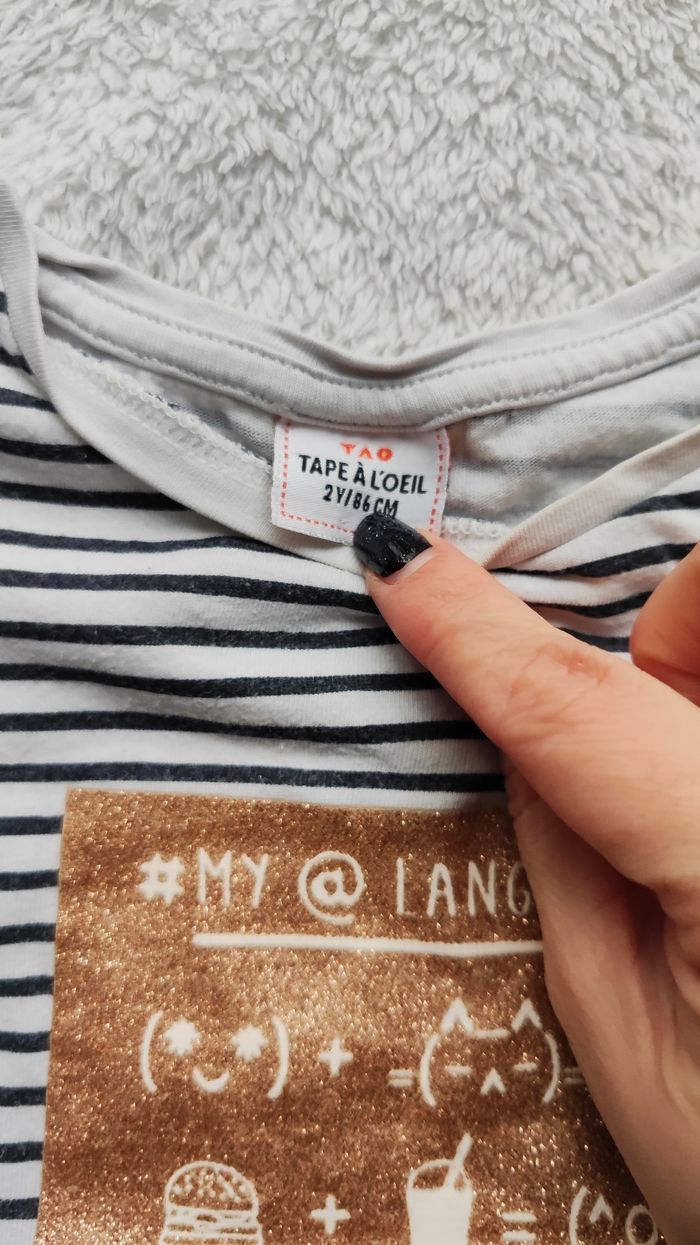 TAO
TAPE À L'OEIL
2Y/86 CM
#MY @ LANG
(*‿*) + =(-^-)=
+ = (^o